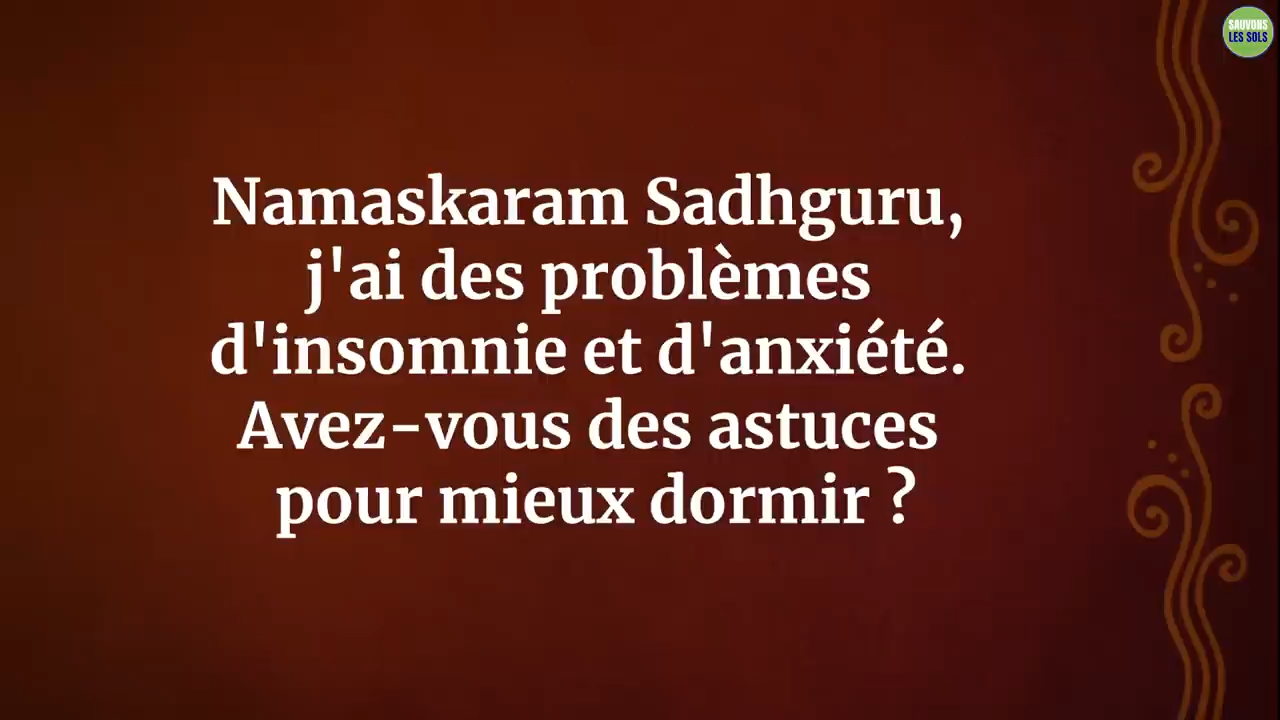 SAUVONS
LES SOLS
Namaskaram Sadhguru,
j'ai des problèmes
d'insomnie et d'anxiété.
Avez-vous des astuces
pour mieux dormir ?